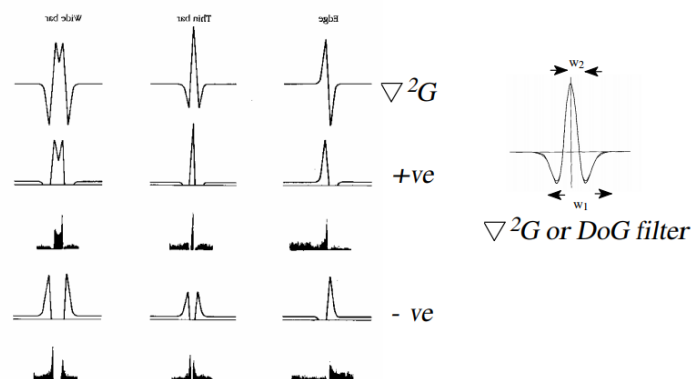 Wide bar Thin bar Edge
▽²G
+ve
- ve
w₂
w₁
▽²G or DoG filter